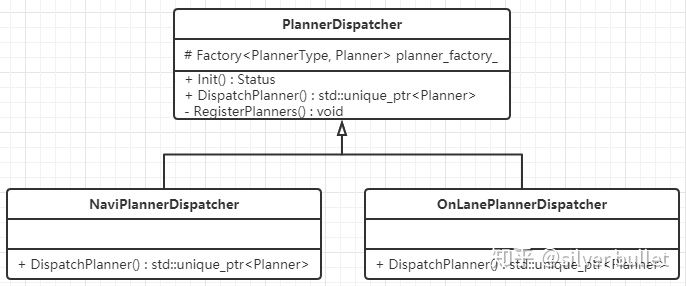 PlannerDispatcher
# Factory<PlannerType, Planner> planner_factory_
+ Init() : Status
+ DispatchPlanner() : std::unique_ptr<Planner>
- RegisterPlanners() : void
NaviPlannerDispatcher
+ DispatchPlanner() : std::unique_ptr<Planner>
OnLanePlannerDispatcher
+ DispatchPlanner() : std::unique_ptr<Planner>
知乎 @silver bullet